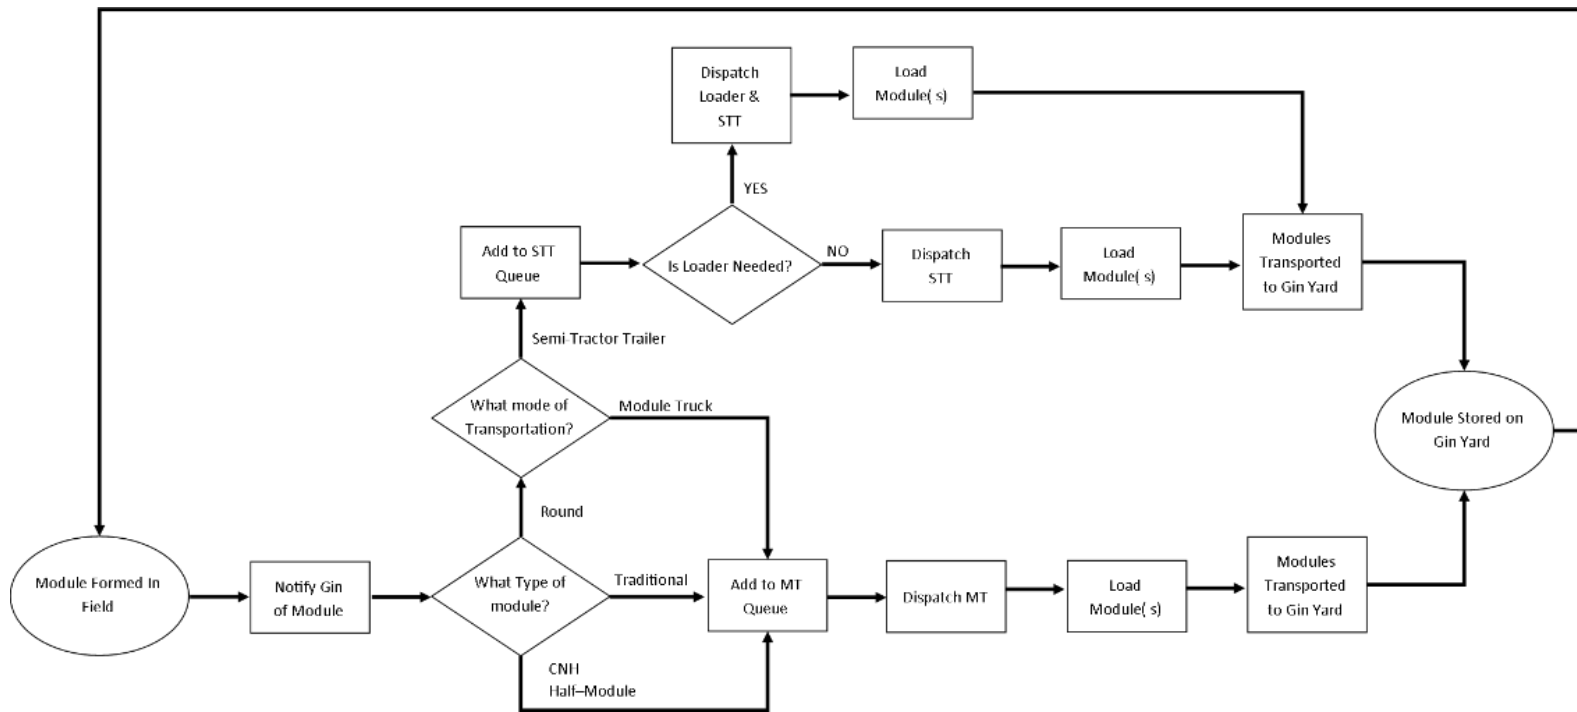 Dispatch
Loader &
STT
Load
Module( s)
YES
Add to STT
Queue
Is Loader Needed?
NO
Dispatch
STT
Load
Module( s)
Modules
Transported
to Gin Yard
Semi-Tractor Trailer
What mode of
Transportation?
Module Truck
Module Stored on
Gin Yard
Round
Module Formed In
Field
Notify Gin
of Module
What Type of
module?
Traditional
Add to MT
Queue
Dispatch MT
Load
Module( s)
Modules
Transported
to Gin Yard
CNH
Half–Module